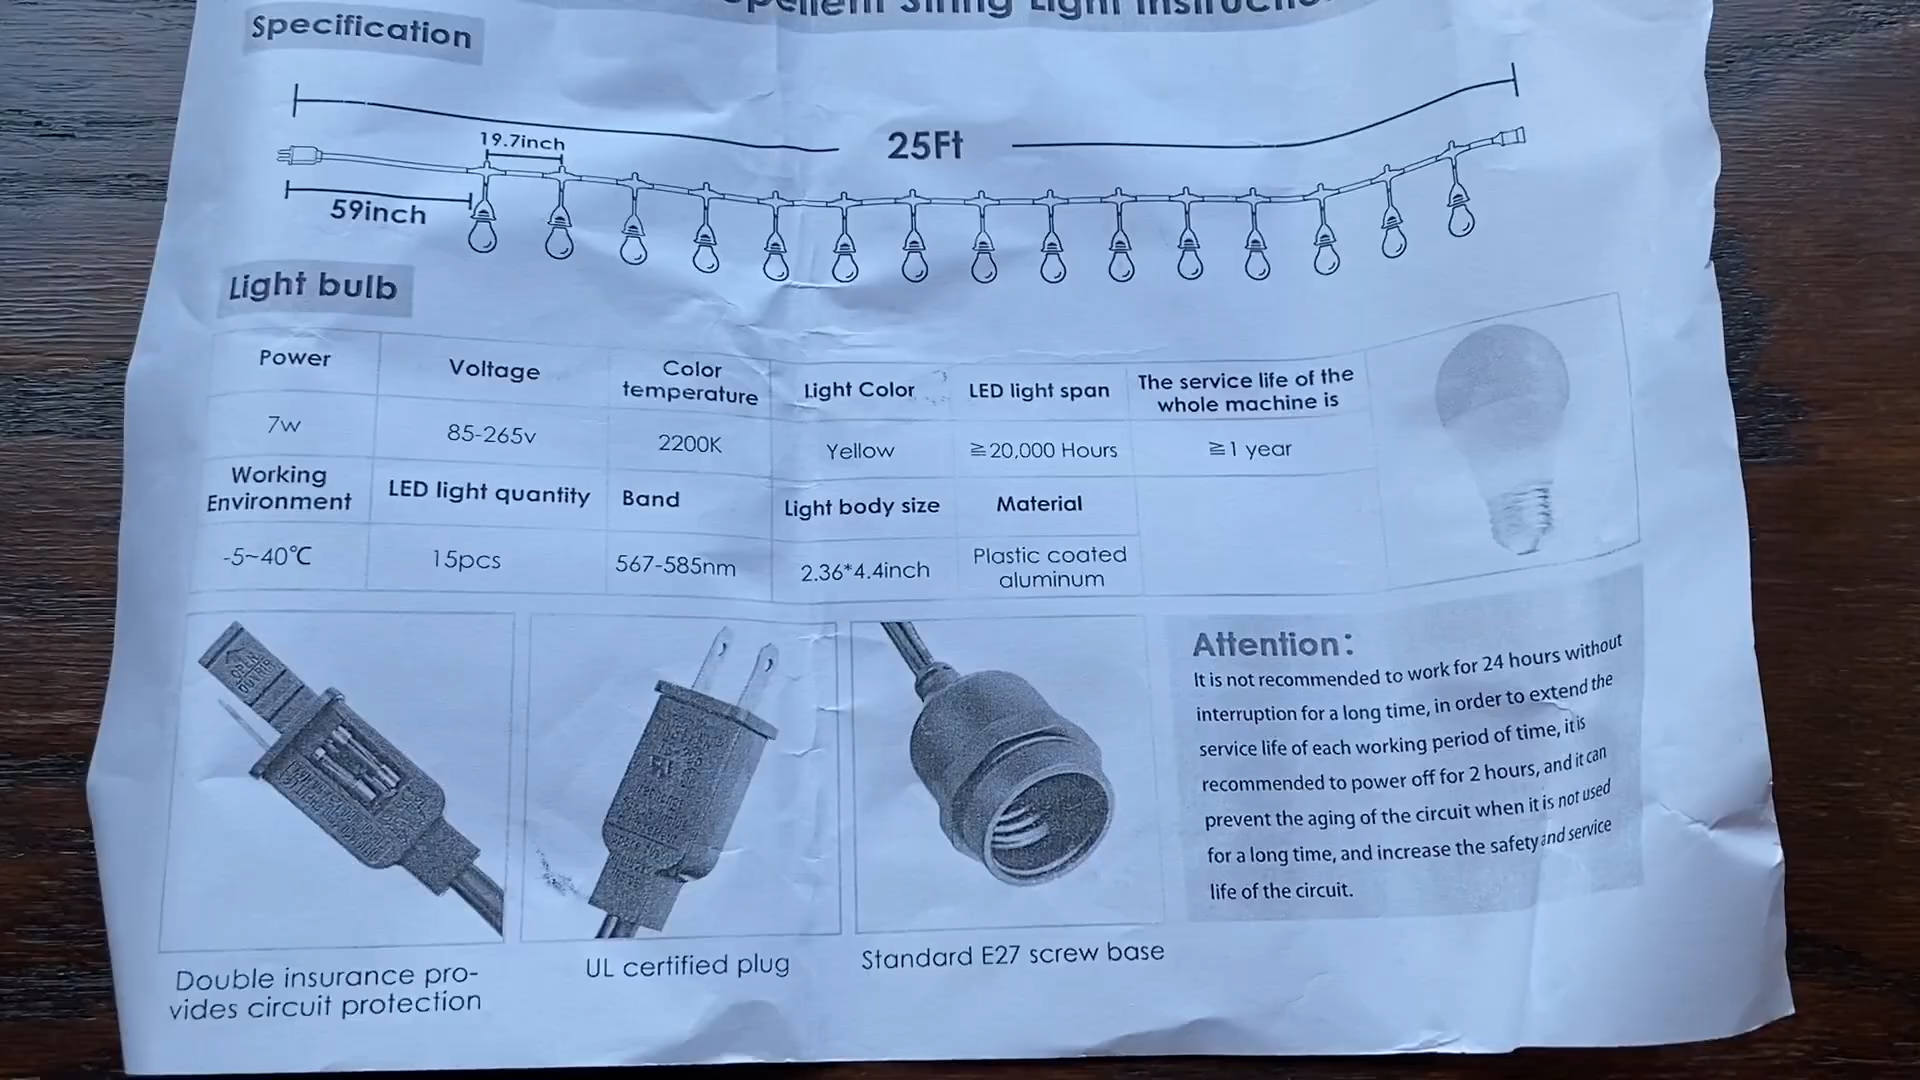 String Light
Specification
25Ft
19.7inch
59inch
Light bulb
Power
Voltage
Color
temperature
Light Color
LED light span
The service life of the
whole machine is
7w
85-265v
2200K
Yellow
≧20,000 Hours
≧1 year
Working
Environment
LED light quantity
Band
Light body size
Material
-5~40℃
15pcs
567-585nm
2.36*4.4inch
Plastic coated
aluminum
OPEN
Attention：
It is not recommended to work for 24 hours without
interruption for a long time, in order to extend the
service life of each working period of time, it is
recommended to power off for 2 hours, and it can
prevent the aging of the circuit when it is not used
for a long time, and increase the safety and service
life of the circuit.
Double insurance pro-
vides circuit protection
UL certified plug
Standard E27 screw base